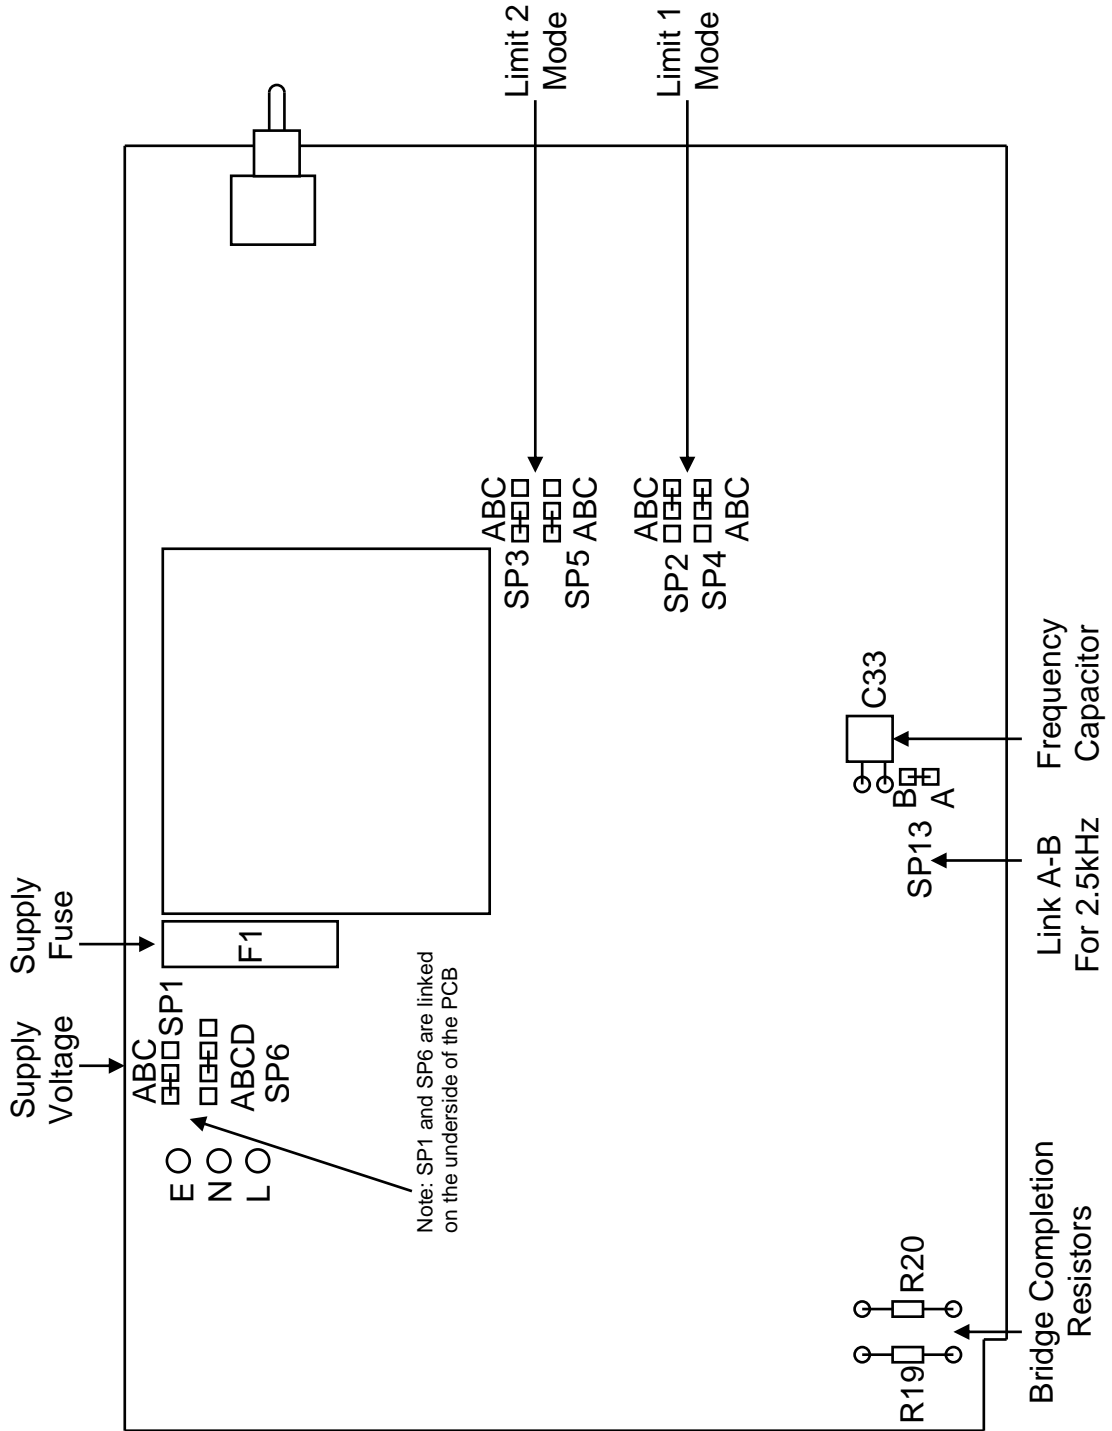 Supply
Voltage
Supply
Fuse
Limit 2
Mode
Limit 1
Mode
ABC
SP1
ABCD
SP6
F1
E
N
L
Note: SP1 and SP6 are linked
on the underside of the PCB
ABC
SP3
SP5
ABC
ABC
SP2
SP4
ABC
C33
B
A
SP13
R19
R20
Bridge Completion
Resistors
Link A-B
For 2.5kHz
Frequency
Capacitor